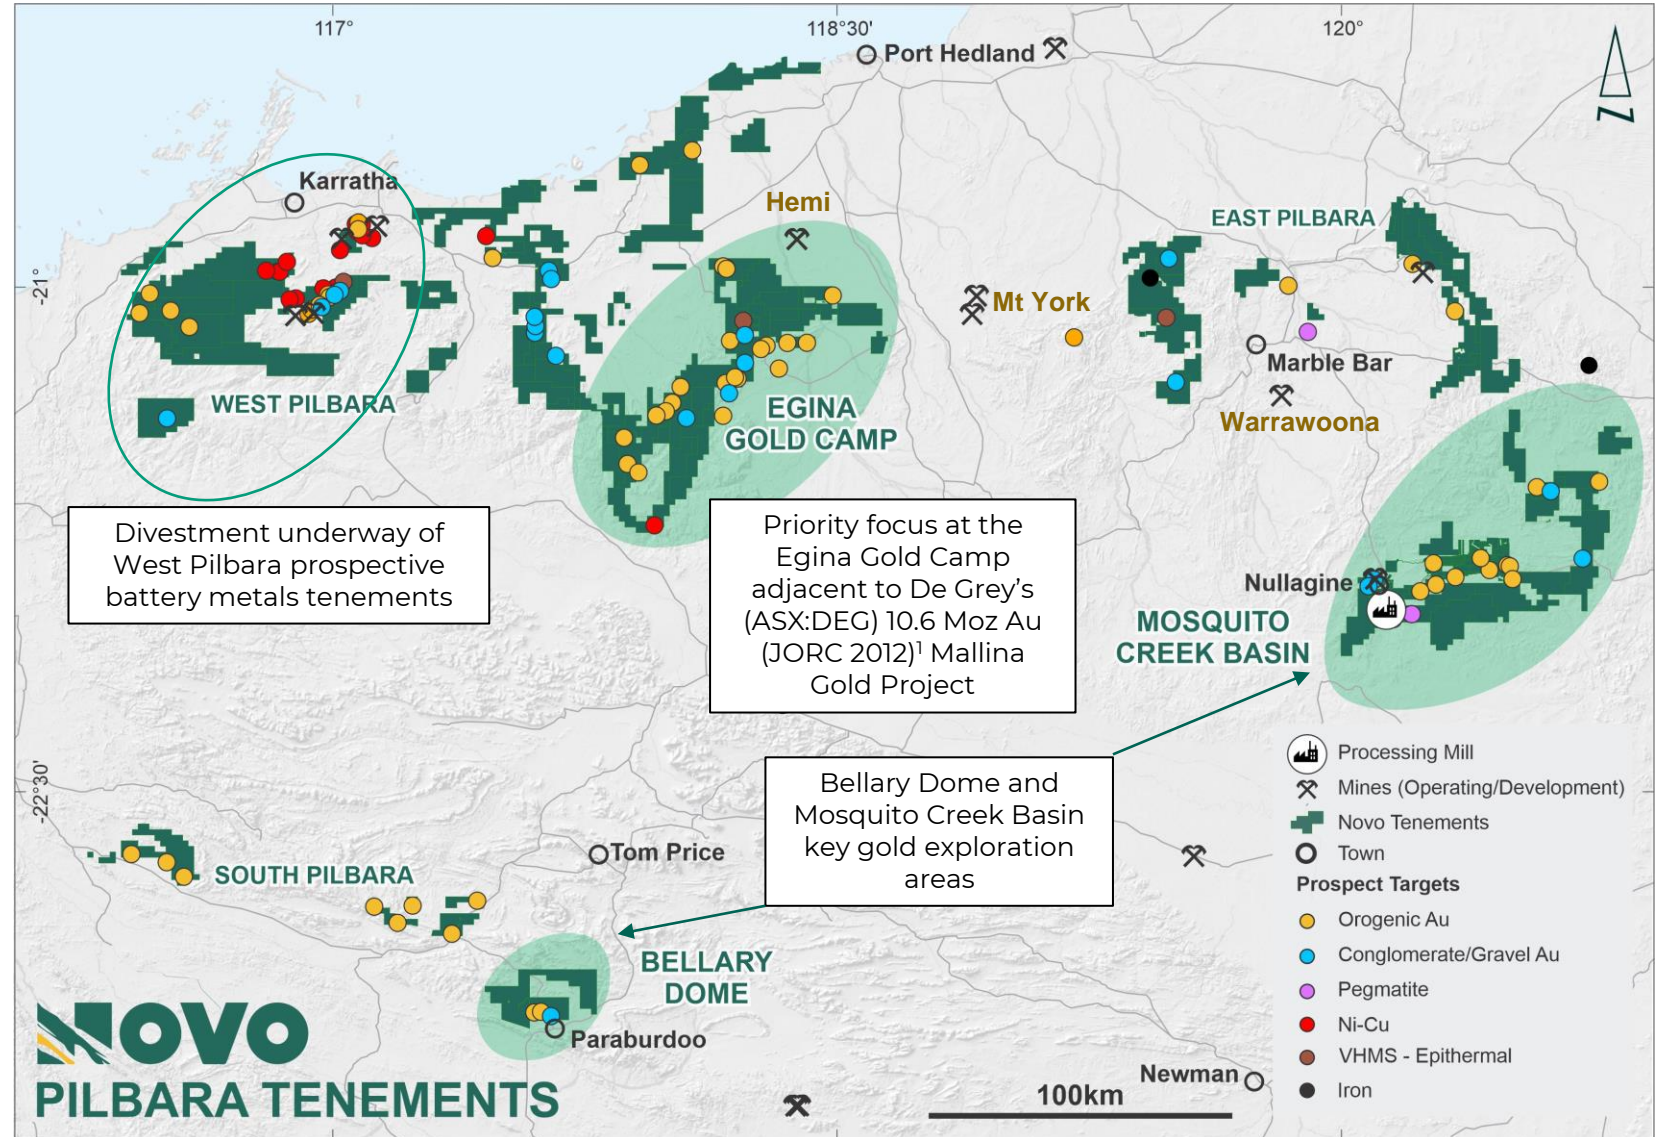 117°
118°30'
120°
Port Hedland
Z
Karratha
Hemi
EAST PILBARA
-21°
Mt York
Marble Bar
WEST PILBARA
EGINA
GOLD CAMP
Warrawoona
Divestment underway of
West Pilbara prospective
battery metals tenements
Priority focus at the
Egina Gold Camp
adjacent to De Grey’s
(ASX:DEG) 10.6 Moz Au
(JORC 2012)1 Mallina
Gold Project
Nullagine
MOSQUITO
CREEK BASIN
-22°30'
Bellary Dome and
Mosquito Creek Basin
key gold exploration
areas
Processing Mill
Mines (Operating/Development)
Novo Tenements
Town
Prospect Targets
Orogenic Au
Conglomerate/Gravel Au
Pegmatite
Ni-Cu
VHMS - Epithermal
Iron
Tom Price
SOUTH PILBARA
BELLARY
DOME
Paraburdoo
NOVO
PILBARA TENEMENTS
Newman
100km